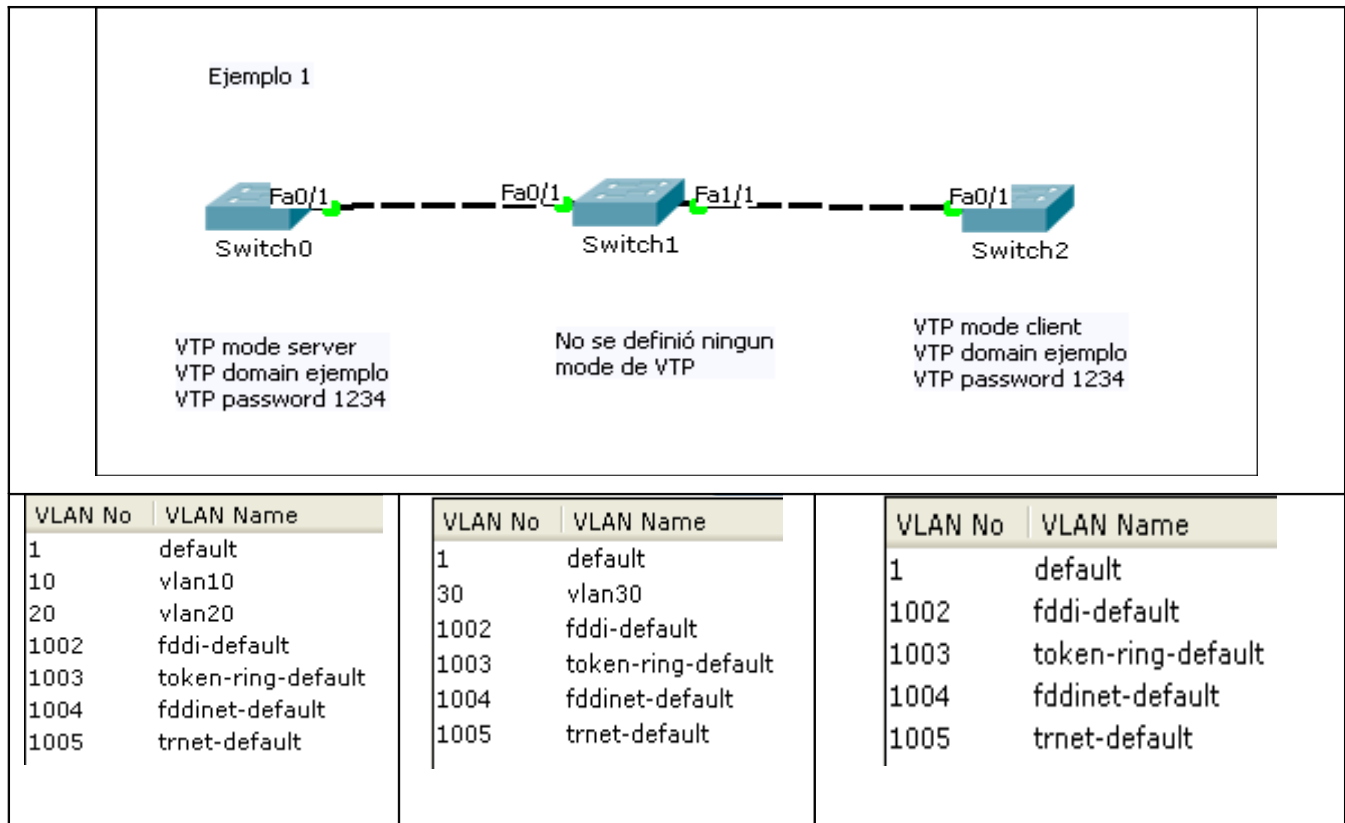 Ejemplo 1
Fa0/1
Fa0/1
Fa1/1
Fa0/1
Switch0
Switch1
Switch2
VTP mode server
VTP domain ejemplo
VTP password 1234
No se definió ningun
mode de VTP
VTP mode client
VTP domain ejemplo
VTP password 1234
VLAN No VLAN Name
1 default
10 vlan10
20 vlan20
1002 fddi-default
1003 token-ring-default
1004 fddinet-default
1005 trnet-default
VLAN No VLAN Name
1 default
30 vlan30
1002 fddi-default
1003 token-ring-default
1004 fddinet-default
1005 trnet-default
VLAN No VLAN Name
1 default
1002 fddi-default
1003 token-ring-default
1004 fddinet-default
1005 trnet-default